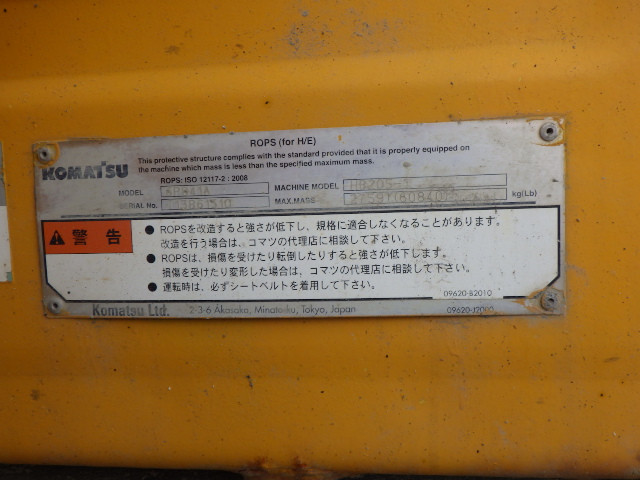 ROPS (for H/E)
KOMATSU
This protective structure complies with the standard provided that it is properly equipped on
the machine which mass is less than the specified maximum mass.
ROPS: ISO 12117-2 : 2008
MODEL MACHINE MODEL
SERIAL No. MAX.MASS kg(Lb)
警告
● ROPSを改造すると強さが低下し、規格に適合しなくなることがあります。
改造を行う場合は、コマツの代理店に相談して下さい。
● ROPSは、損傷を受けたり転倒したりすると強さが低下します。
損傷を受けたり変形した場合は、コマツの代理店に相談して下さい。
● 運転時は、必ずシートベルトを着用して下さい。
09620-B2010
Komatsu Ltd. 2-3-6 Akasaka, Minato-ku, Tokyo, Japan